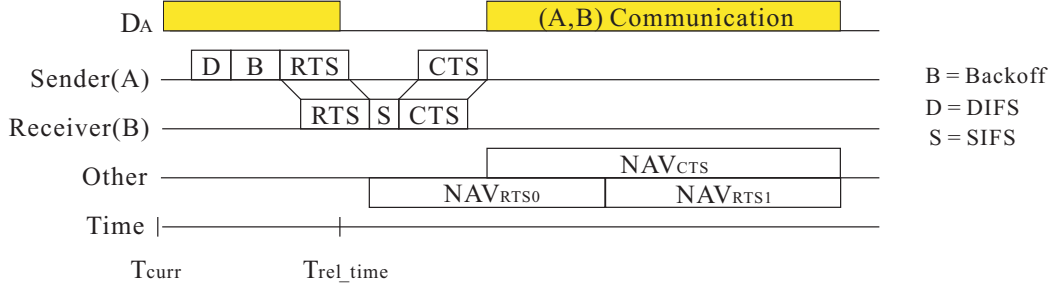 DA (A,B) Communication
Sender(A) D B RTS CTS
B = Backoff
Receiver(B) RTS S CTS
D = DIFS
S = SIFS
NAVCTS
Other
NAVRTS0 NAVRTS1
Time
Tcurr Trel_time